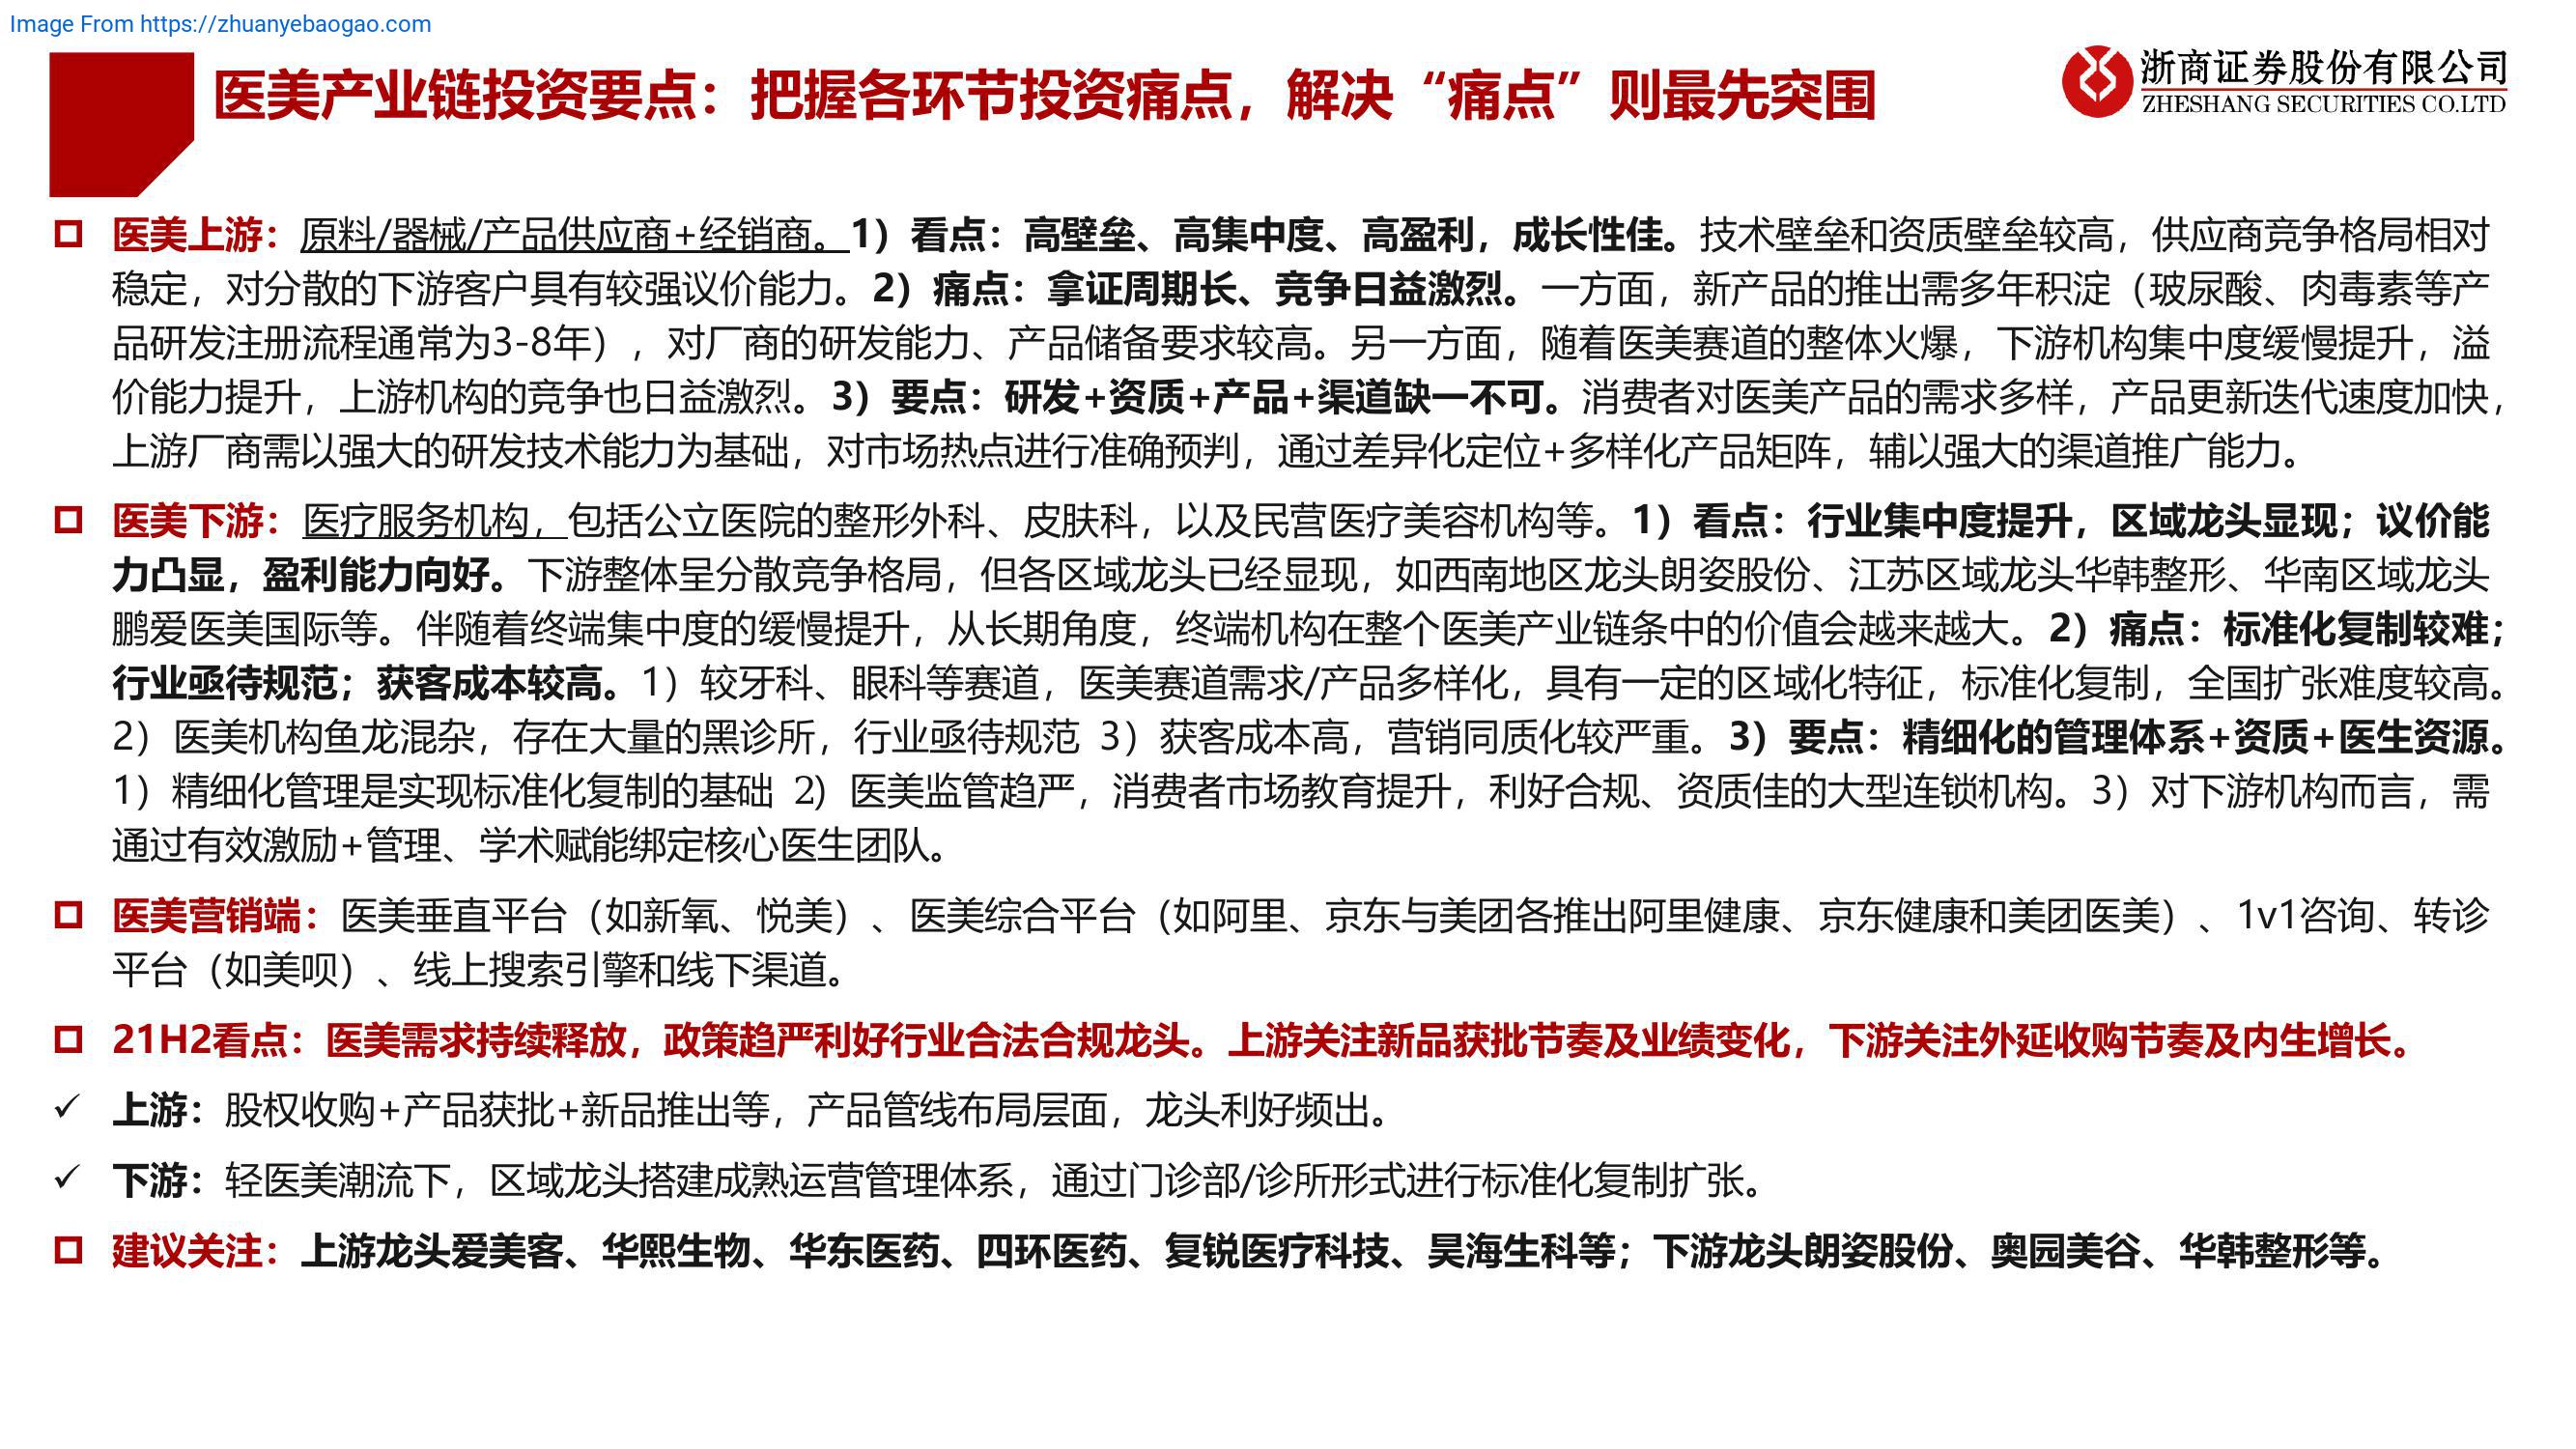 Image From https://zhuanyebaogao.com
医美产业链投资要点：把握各环节投资痛点，解决“痛点”则最先突围
浙商证券股份有限公司
ZHESHANG SECURITIES CO.LTD
医美上游：原料/器械/产品供应商+经销商。1）看点：高壁垒、高集中度、高盈利，成长性佳。技术壁垒和资质壁垒较高，供应商竞争格局相对
稳定，对分散的下游客户具有较强议价能力。2）痛点：拿证周期长、竞争日益激烈。一方面，新产品的推出需多年积淀（玻尿酸、肉毒素等产
品研发注册流程通常为3-8年），对厂商的研发能力、产品储备要求较高。另一方面，随着医美赛道的整体火爆，下游机构集中度缓慢提升，溢
价能力提升，上游机构的竞争也日益激烈。3）要点：研发+资质+产品+渠道缺一不可。消费者对医美产品的需求多样，产品更新迭代速度加快，
上游厂商需以强大的研发技术能力为基础，对市场热点进行准确预判，通过差异化定位+多样化产品矩阵，辅以强大的渠道推广能力。
医美下游：医疗服务机构，包括公立医院的整形外科、皮肤科，以及民营医疗美容机构等。1）看点：行业集中度提升，区域龙头显现；议价能
力凸显，盈利能力向好。下游整体呈分散竞争格局，但各区域龙头已经显现，如西南地区龙头朗姿股份、江苏区域龙头华韩整形、华南区域龙头
鹏爱医美国际等。伴随着终端集中度的缓慢提升，从长期角度，终端机构在整个医美产业链条中的价值会越来越大。2）痛点：标准化复制较难；
行业亟待规范；获客成本较高。1）较牙科、眼科等赛道，医美赛道需求/产品多样化，具有一定的区域化特征，标准化复制，全国扩张难度较高。
2）医美机构鱼龙混杂，存在大量的黑诊所，行业亟待规范 3）获客成本高，营销同质化较严重。3）要点：精细化的管理体系+资质+医生资源。
1）精细化管理是实现标准化复制的基础 2）医美监管趋严，消费者市场教育提升，利好合规、资质佳的大型连锁机构。3）对下游机构而言，需
通过有效激励+管理、学术赋能绑定核心医生团队。
医美营销端：医美垂直平台（如新氧、悦美）、医美综合平台（如阿里、京东与美团各推出阿里健康、京东健康和美团医美）、1v1咨询、转诊
平台（如美呗）、线上搜索引擎和线下渠道。
21H2看点：医美需求持续释放，政策趋严利好行业合法合规龙头。上游关注新品获批节奏及业绩变化，下游关注外延收购节奏及内生增长。
上游：股权收购+产品获批+新品推出等，产品管线布局层面，龙头利好频出。
下游：轻医美潮流下，区域龙头搭建成熟运营管理体系，通过门诊部/诊所形式进行标准化复制扩张。
建议关注：上游龙头爱美客、华熙生物、华东医药、四环医药、复锐医疗科技、昊海生科等；下游龙头朗姿股份、奥园美谷、华韩整形等。